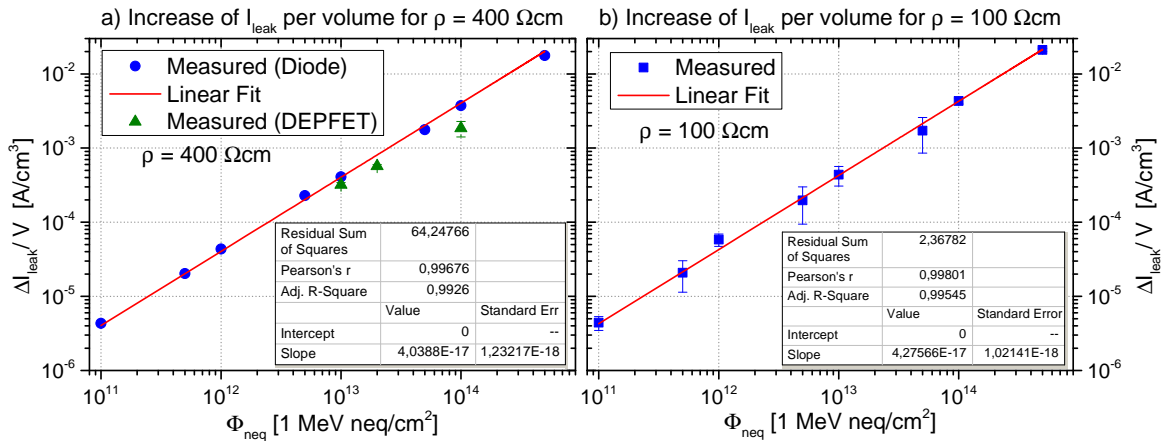 a) Increase of I_leak per volume for ρ = 400 Ωcm
10^-2
10^-3
10^-4
10^-5
10^-6
ΔI_leak/ V [A/cm³]
Measured (Diode)
Linear Fit
Measured (DEPFET)
ρ = 400 Ωcm
Residual Sum of Squares 64,24766
Pearson's r 0,99676
Adj. R-Square 0,9926
Value Standard Err
Intercept 0 --
Slope 4,0388E-17 1,23217E-18
10^11 10^12 10^13 10^14
Φ_neq [1 MeV neq/cm²]
b) Increase of I_leak per volume for ρ = 100 Ωcm
Measured
Linear Fit
ρ = 100 Ωcm
Residual Sum of Squares 2,36782
Pearson's r 0,99801
Adj. R-Square 0,99545
Value Standard Error
Intercept 0 --
Slope 4,27566E-17 1,02141E-18
10^-2
10^-3
10^-4
10^-5
10^-6
ΔI_leak/ V [A/cm³]
10^11 10^12 10^13 10^14
Φ_neq [1 MeV neq/cm²]